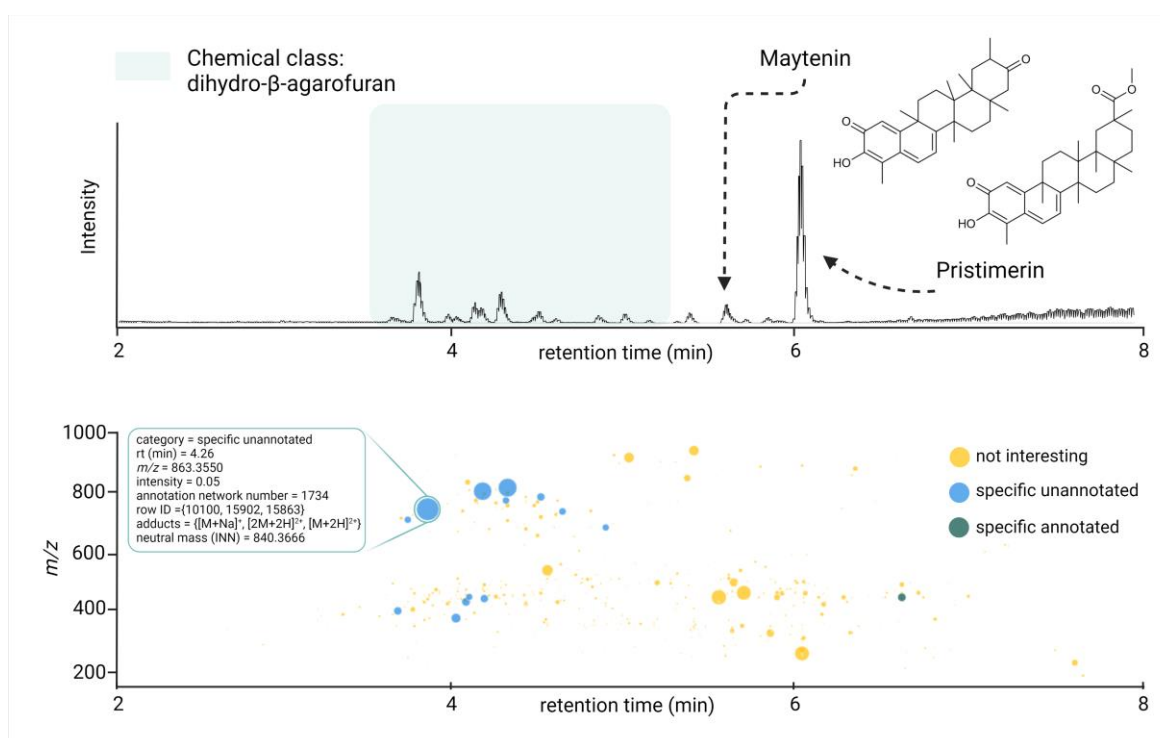 Chemical class:
dihydro-β-agarofuran
Maytenin
O
O
HO
O
O
O
HO
Pristimerin
Intensity
2
4
6
8
retention time (min)
1000
800
600
400
200
m/z
category = specific unannotated
rt (min) = 4.26
m/z = 863.3550
intensity = 0.05
annotation network number = 1734
row ID ={10100, 15902, 15863}
adducts = {[M+Na]⁺, [2M+2H]²⁺, [M+2H]²⁺}
neutral mass (INN) = 840.3666
not interesting
specific unannotated
specific annotated
2
4
6
8
retention time (min)